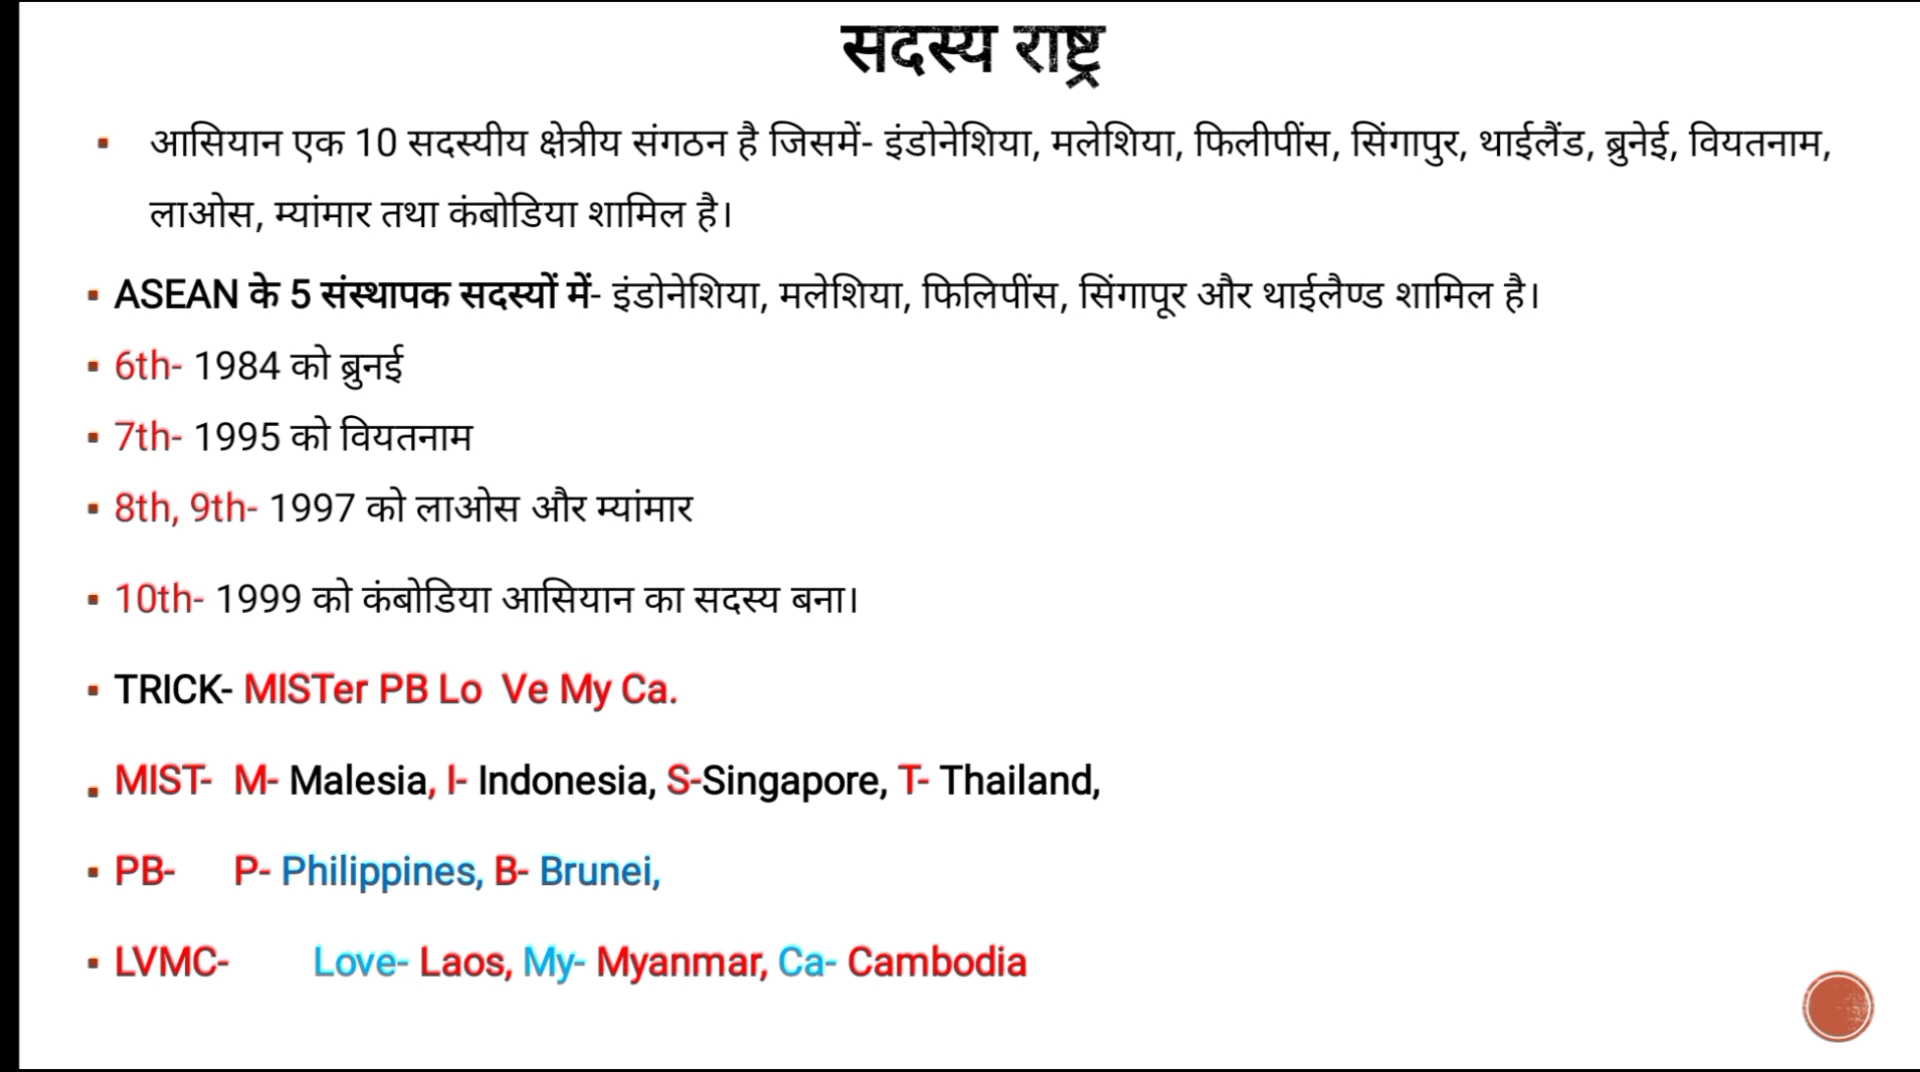 सदस्य राष्ट्र
▪ आसियान एक 10 सदस्यीय क्षेत्रीय संगठन है जिसमें- इंडोनेशिया, मलेशिया, फिलीपींस, सिंगापुर, थाईलैंड, ब्रुनेई, वियतनाम,
लाओस, म्यांमार तथा कंबोडिया शामिल है।
▪ ASEAN के 5 संस्थापक सदस्यों में- इंडोनेशिया, मलेशिया, फिलिपींस, सिंगापूर और थाईलैण्ड शामिल है।
▪ 6th- 1984 को ब्रुनई
▪ 7th- 1995 को वियतनाम
▪ 8th, 9th- 1997 को लाओस और म्यांमार
▪ 10th- 1999 को कंबोडिया आसियान का सदस्य बना।
▪ TRICK- MISTer PB Lo Ve My Ca.
▪ MIST- M- Malesia, I- Indonesia, S-Singapore, T- Thailand,
▪ PB- P- Philippines, B- Brunei,
▪ LVMC- Love- Laos, My- Myanmar, Ca- Cambodia